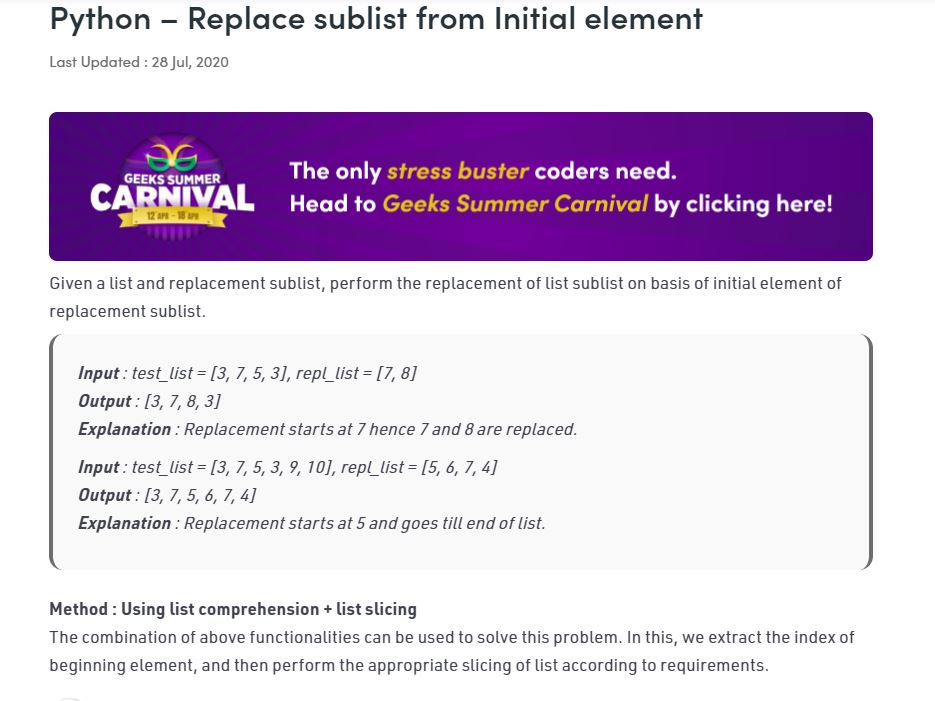 Python – Replace sublist from Initial element
Last Updated : 28 Jul, 2020
GEEKS SUMMER
CARNIVAL
12 APR - 18 APR
The only stress buster coders need.
Head to Geeks Summer Carnival by clicking here!
Given a list and replacement sublist, perform the replacement of list sublist on basis of initial element of
replacement sublist.
Input : test_list = [3, 7, 5, 3], repl_list = [7, 8]
Output : [3, 7, 8, 3]
Explanation : Replacement starts at 7 hence 7 and 8 are replaced.
Input : test_list = [3, 7, 5, 3, 9, 10], repl_list = [5, 6, 7, 4]
Output : [3, 7, 5, 6, 7, 4]
Explanation : Replacement starts at 5 and goes till end of list.
Method : Using list comprehension + list slicing
The combination of above functionalities can be used to solve this problem. In this, we extract the index of
beginning element, and then perform the appropriate slicing of list according to requirements.